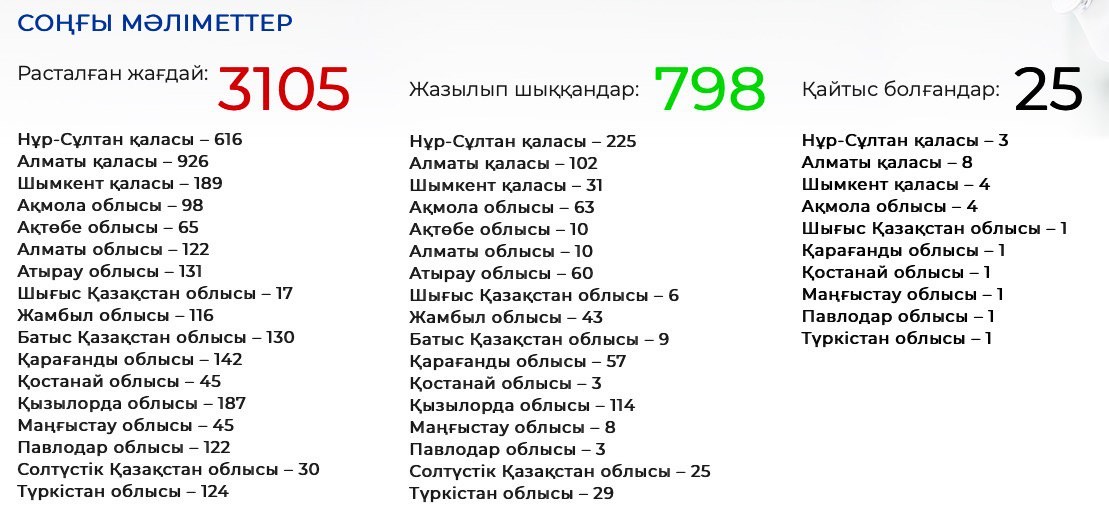 СОҢҒЫ МӘЛІМЕТТЕР
Расталған жағдай: 3105
Нұр-Сұлтан қаласы – 616
Алматы қаласы – 926
Шымкент қаласы – 189
Ақмола облысы – 98
Ақтөбе облысы – 65
Алматы облысы – 122
Атырау облысы – 131
Шығыс Қазақстан облысы – 17
Жамбыл облысы – 116
Батыс Қазақстан облысы – 130
Қарағанды облысы – 142
Қостанай облысы – 45
Қызылорда облысы – 187
Маңғыстау облысы – 45
Павлодар облысы – 122
Солтүстік Қазақстан облысы – 30
Түркістан облысы – 124
Жазылып шыққандар: 798
Нұр-Сұлтан қаласы – 225
Алматы қаласы – 102
Шымкент қаласы – 31
Ақмола облысы – 63
Ақтөбе облысы – 10
Алматы облысы – 10
Атырау облысы – 60
Шығыс Қазақстан облысы – 6
Жамбыл облысы – 43
Батыс Қазақстан облысы – 9
Қарағанды облысы – 57
Қостанай облысы – 3
Қызылорда облысы – 114
Маңғыстау облысы – 8
Павлодар облысы – 3
Солтүстік Қазақстан облысы – 25
Түркістан облысы – 29
Қайтыс болғандар: 25
Нұр-Сұлтан қаласы – 3
Алматы қаласы – 8
Шымкент қаласы – 4
Ақмола облысы – 4
Шығыс Қазақстан облысы – 1
Қарағанды облысы – 1
Қостанай облысы – 1
Маңғыстау облысы – 1
Павлодар облысы – 1
Түркістан облысы – 1